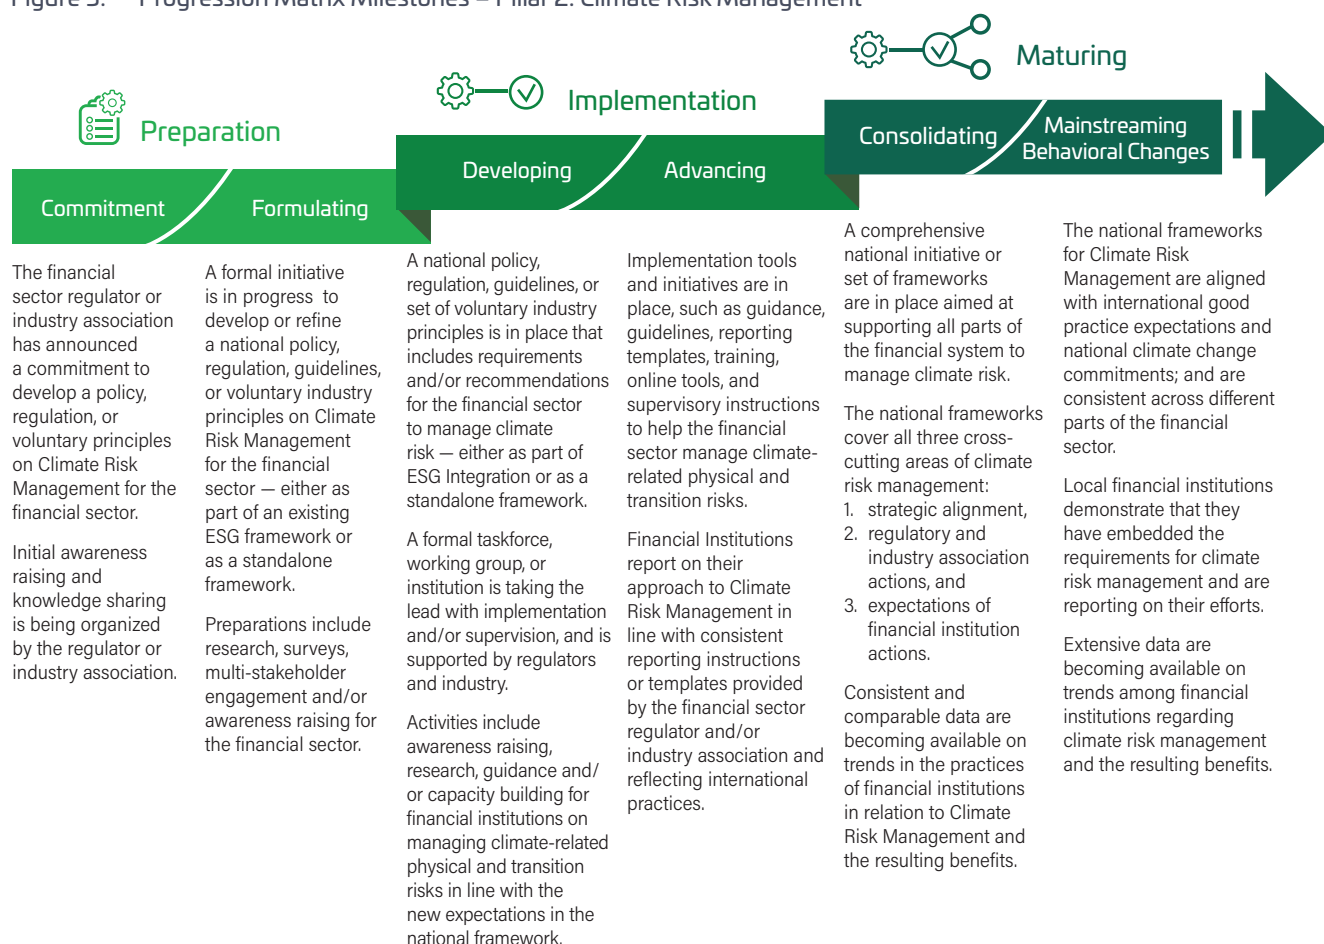 Figure 5. Progression Matrix Milestones – Pillar 2: Climate Risk Management
Preparation
Implementation
Maturing
Commitment
Formulating
Developing
Advancing
Consolidating
Mainstreaming
Behavioral Changes
The financial
sector regulator or
industry association
has announced
a commitment to
develop a policy,
regulation, or
voluntary principles
on Climate Risk
Management for the
financial sector.
Initial awareness
raising and
knowledge sharing
is being organized
by the regulator or
industry association.
A formal initiative
is in progress to
develop or refine
a national policy,
regulation, guidelines,
or voluntary industry
principles on Climate
Risk Management
for the financial
sector — either as
part of an existing
ESG framework or
as a standalone
framework.
Preparations include
research, surveys,
multi-stakeholder
engagement and/or
awareness raising for
the financial sector.
A national policy,
regulation, guidelines, or
set of voluntary industry
principles is in place that
includes requirements
and/or recommendations
for the financial sector
to manage climate
risk — either as part of
ESG Integration or as a
standalone framework.
A formal taskforce,
working group, or
institution is taking the
lead with implementation
and/or supervision, and is
supported by regulators
and industry.
Activities include
awareness raising,
research, guidance and/
or capacity building for
financial institutions on
managing climate-related
physical and transition
risks in line with the
new expectations in the
national framework.
Implementation tools
and initiatives are in
place, such as guidance,
guidelines, reporting
templates, training,
online tools, and
supervisory instructions
to help the financial
sector manage climate-
related physical and
transition risks.
Financial Institutions
report on their
approach to Climate
Risk Management in
line with consistent
reporting instructions
or templates provided
by the financial sector
regulator and/or
industry association and
reflecting international
practices.
A comprehensive
national initiative or
set of frameworks
are in place aimed at
supporting all parts of
the financial system to
manage climate risk.
The national frameworks
cover all three cross-
cutting areas of climate
risk management:
1. strategic alignment,
2. regulatory and
industry association
actions, and
3. expectations of
financial institution
actions.
Consistent and
comparable data are
becoming available on
trends in the practices
of financial institutions
in relation to Climate
Risk Management and
the resulting benefits.
The national frameworks
for Climate Risk
Management are aligned
with international good
practice expectations and
national climate change
commitments; and are
consistent across different
parts of the financial
sector.
Local financial institutions
demonstrate that they
have embedded the
requirements for climate
risk management and are
reporting on their efforts.
Extensive data are
becoming available on
trends among financial
institutions regarding
climate risk management
and the resulting benefits.